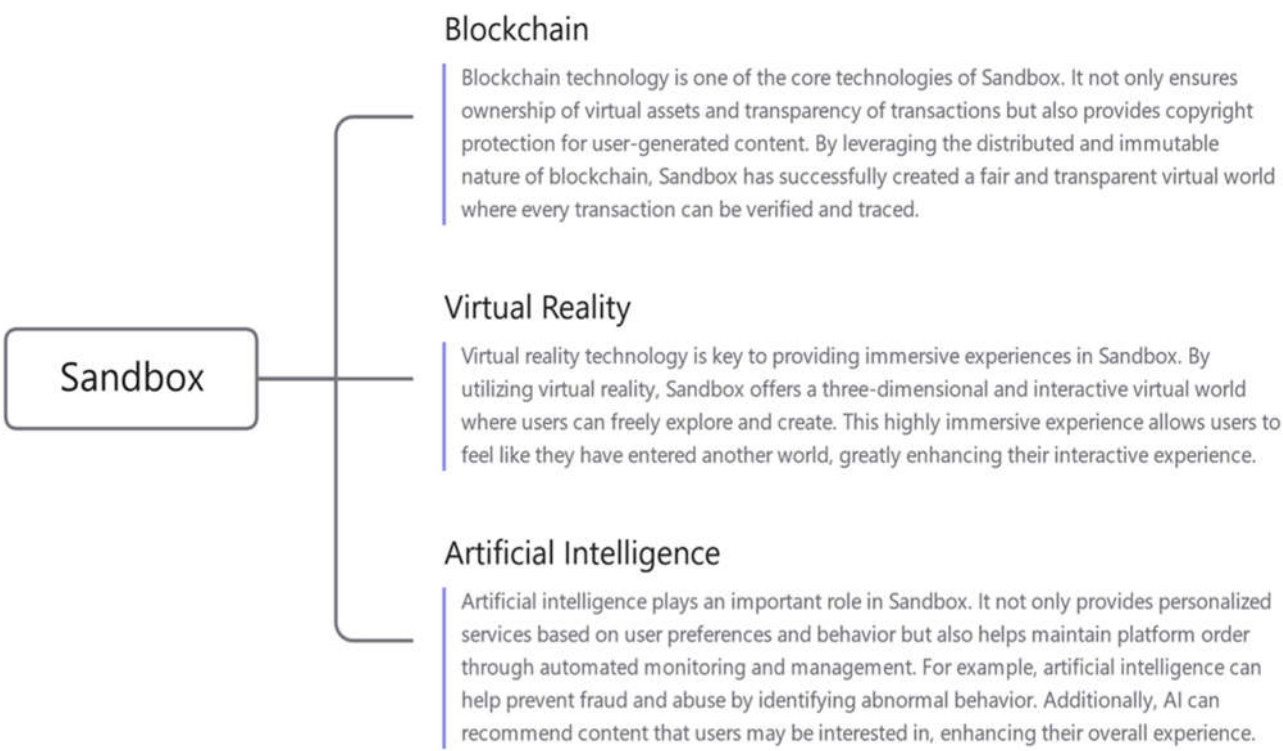 Blockchain
Blockchain technology is one of the core technologies of Sandbox. It not only ensures
ownership of virtual assets and transparency of transactions but also provides copyright
protection for user-generated content. By leveraging the distributed and immutable
nature of blockchain, Sandbox has successfully created a fair and transparent virtual world
where every transaction can be verified and traced.
Virtual Reality
Virtual reality technology is key to providing immersive experiences in Sandbox. By
utilizing virtual reality, Sandbox offers a three-dimensional and interactive virtual world
where users can freely explore and create. This highly immersive experience allows users to
feel like they have entered another world, greatly enhancing their interactive experience.
Sandbox
Artificial Intelligence
Artificial intelligence plays an important role in Sandbox. It not only provides personalized
services based on user preferences and behavior but also helps maintain platform order
through automated monitoring and management. For example, artificial intelligence can
help prevent fraud and abuse by identifying abnormal behavior. Additionally, AI can
recommend content that users may be interested in, enhancing their overall experience.